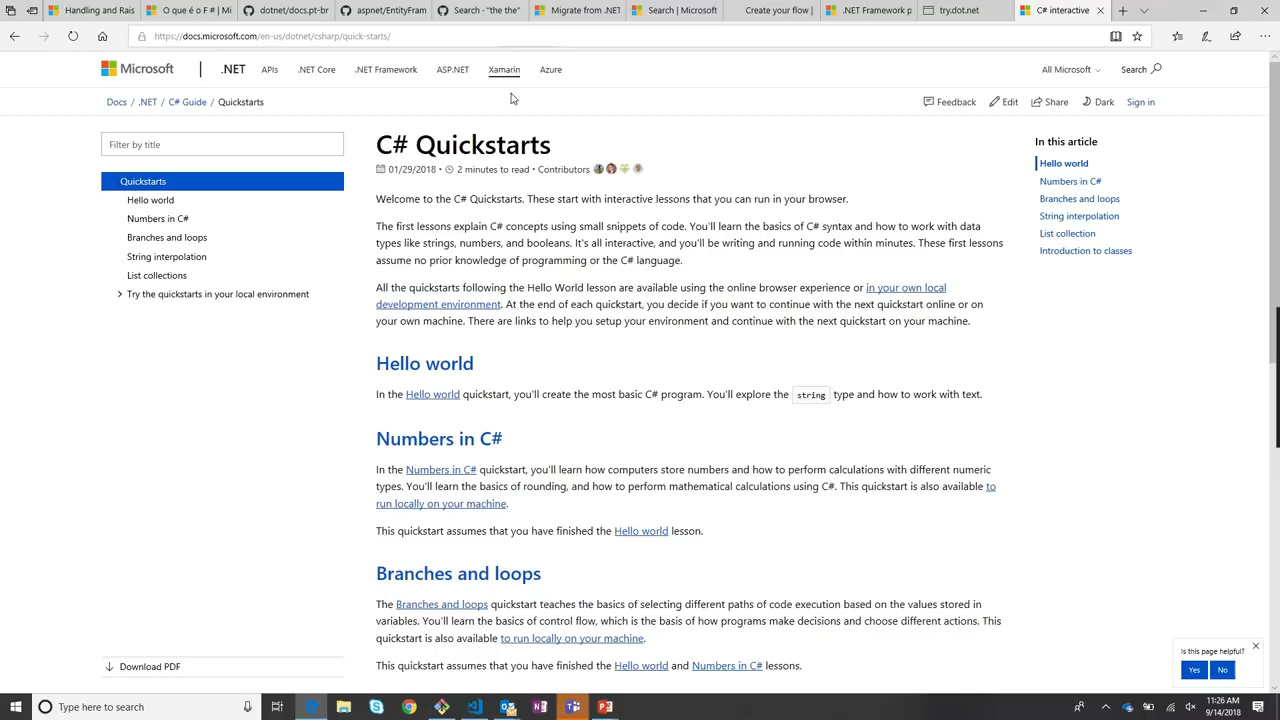 Handling and Rais
O que é o F # | Mi
dotnet/docs.pt-br
aspnet/EntityFram
Search · "the the"
Migrate from .NET
Search | Microsoft
Create your flow |
.NET Framework p
try.dot.net
C# interactive
https://docs.microsoft.com/en-us/dotnet/csharp/quick-starts/
Microsoft
.NET
APIs
.NET Core
.NET Framework
ASP.NET
Xamarin
Azure
All Microsoft
Search
Docs / .NET / C# Guide / Quickstarts
Feedback
Edit
Share
Dark
Sign in
Filter by title
Quickstarts
Hello world
Numbers in C#
Branches and loops
String interpolation
List collections
Try the quickstarts in your local environment
Download PDF
C# Quickstarts
01/29/2018 • 2 minutes to read • Contributors
Welcome to the C# Quickstarts. These start with interactive lessons that you can run in your browser.
The first lessons explain C# concepts using small snippets of code. You'll learn the basics of C# syntax and how to work with data
types like strings, numbers, and booleans. It's all interactive, and you'll be writing and running code within minutes. These first lessons
assume no prior knowledge of programming or the C# language.
All the quickstarts following the Hello World lesson are available using the online browser experience or in your own local
development environment. At the end of each quickstart, you decide if you want to continue with the next quickstart online or on
your own machine. There are links to help you setup your environment and continue with the next quickstart on your machine.
Hello world
In the Hello world quickstart, you'll create the most basic C# program. You'll explore the string type and how to work with text.
Numbers in C#
In the Numbers in C# quickstart, you'll learn how computers store numbers and how to perform calculations with different numeric
types. You'll learn the basics of rounding, and how to perform mathematical calculations using C#. This quickstart is also available to
run locally on your machine.
This quickstart assumes that you have finished the Hello world lesson.
Branches and loops
The Branches and loops quickstart teaches the basics of selecting different paths of code execution based on the values stored in
variables. You'll learn the basics of control flow, which is the basis of how programs make decisions and choose different actions. This
quickstart is also available to run locally on your machine.
This quickstart assumes that you have finished the Hello world and Numbers in C# lessons.
In this article
Hello world
Numbers in C#
Branches and loops
String interpolation
List collection
Introduction to classes
Is this page helpful?
Yes
No
Type here to search
11:26 AM
9/14/2018